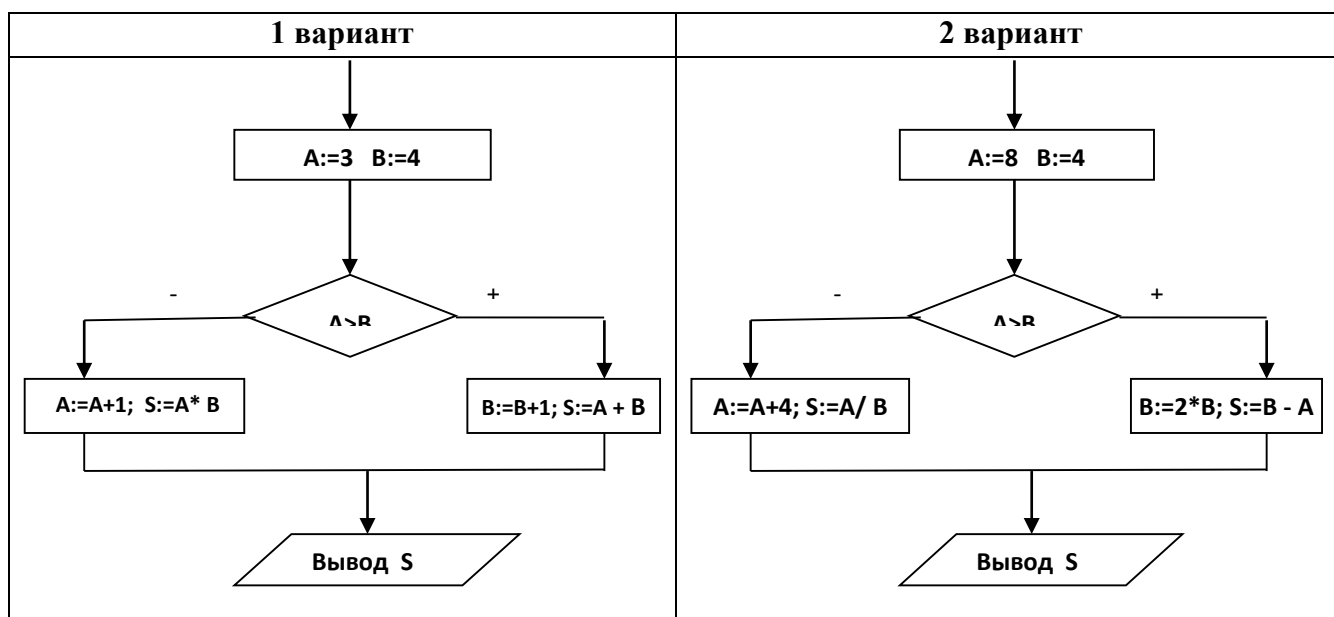 1 вариант
2 вариант
A:=3 B:=4
A:=8 B:=4
- +
- +
A>B
A>B
A:=A+1; S:=A* B
B:=B+1; S:=A + B
A:=A+4; S:=A/ B
B:=2*B; S:=B - A
Вывод S
Вывод S